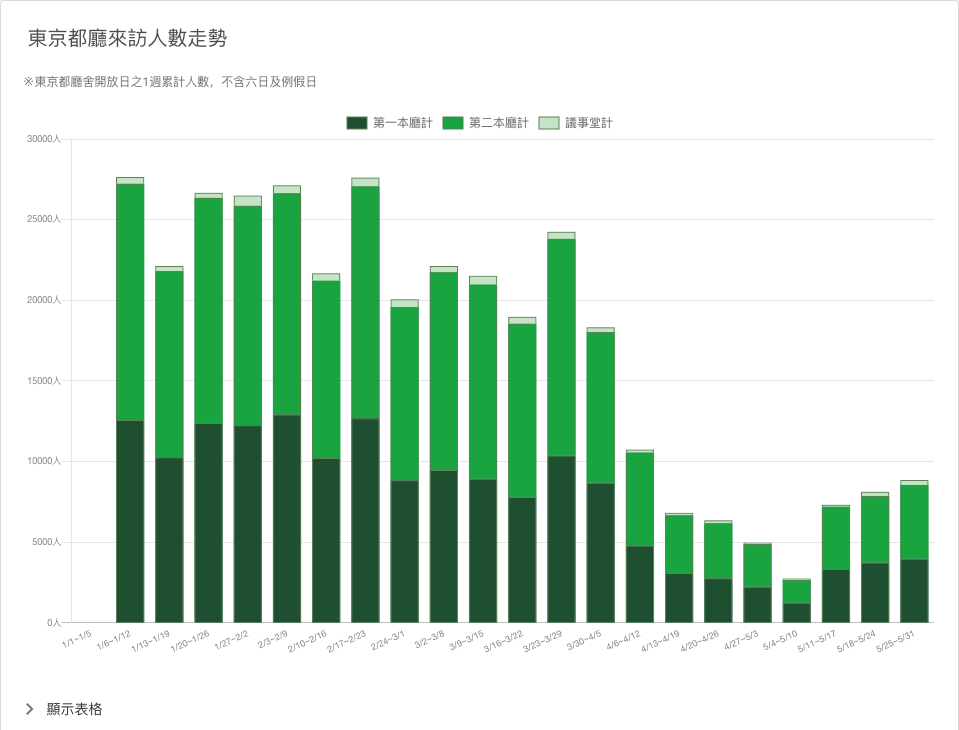 東京都廳來訪人數走勢
※東京都廳舍開放日之1週累計人數，不含六日及例假日
第一本廳計 第二本廳計 議事堂計
30000人
25000人
20000人
15000人
10000人
5000人
0人
1/1~1/5 1/6~1/12 1/13~1/19 1/20~1/26 1/27~2/2 2/3~2/9 2/10~2/16 2/17~2/23 2/24~3/1 3/2~3/8 3/9~3/15 3/16~3/22 3/23~3/29 3/30~4/5 4/6~4/12 4/13~4/19 4/20~4/26 4/27~5/3 5/4~5/10 5/11~5/17 5/18~5/24 5/25~5/31
顯示表格